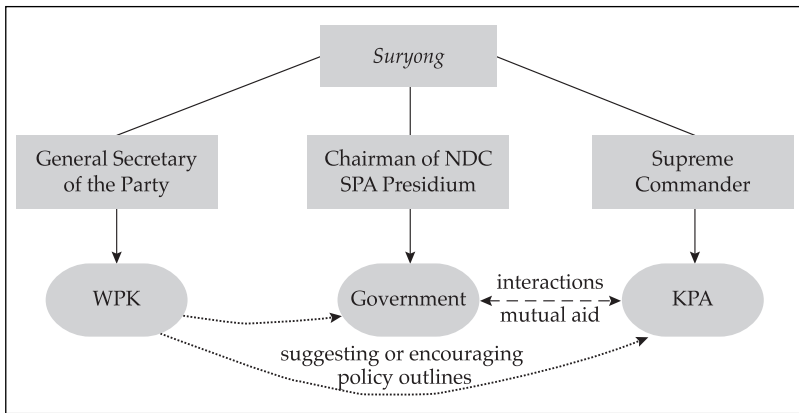 Suryong
General Secretary
of the Party
Chairman of NDC
SPA Presidium
Supreme
Commander
WPK
Government
interactions
mutual aid
KPA
suggesting or encouraging
policy outlines